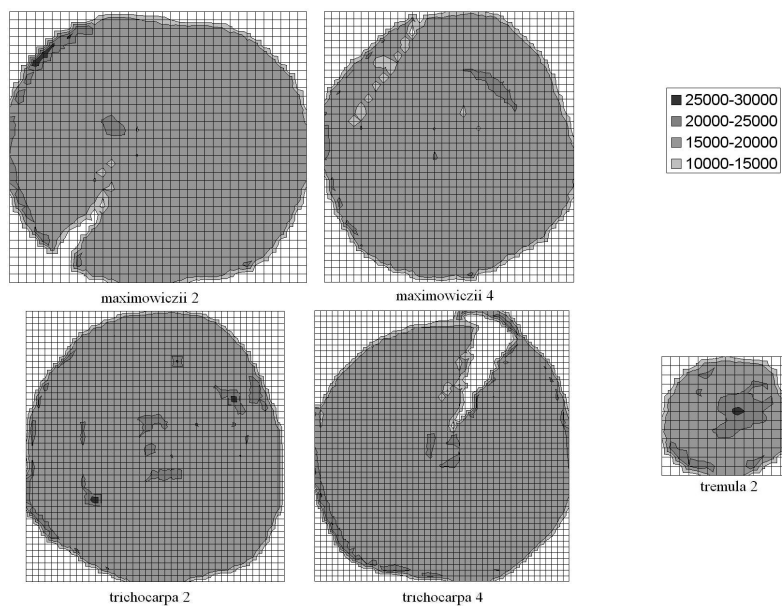 25000-30000
20000-25000
15000-20000
10000-15000
maximowiczii 2
maximowiczii 4
trichocarpa 2
trichocarpa 4
tremula 2